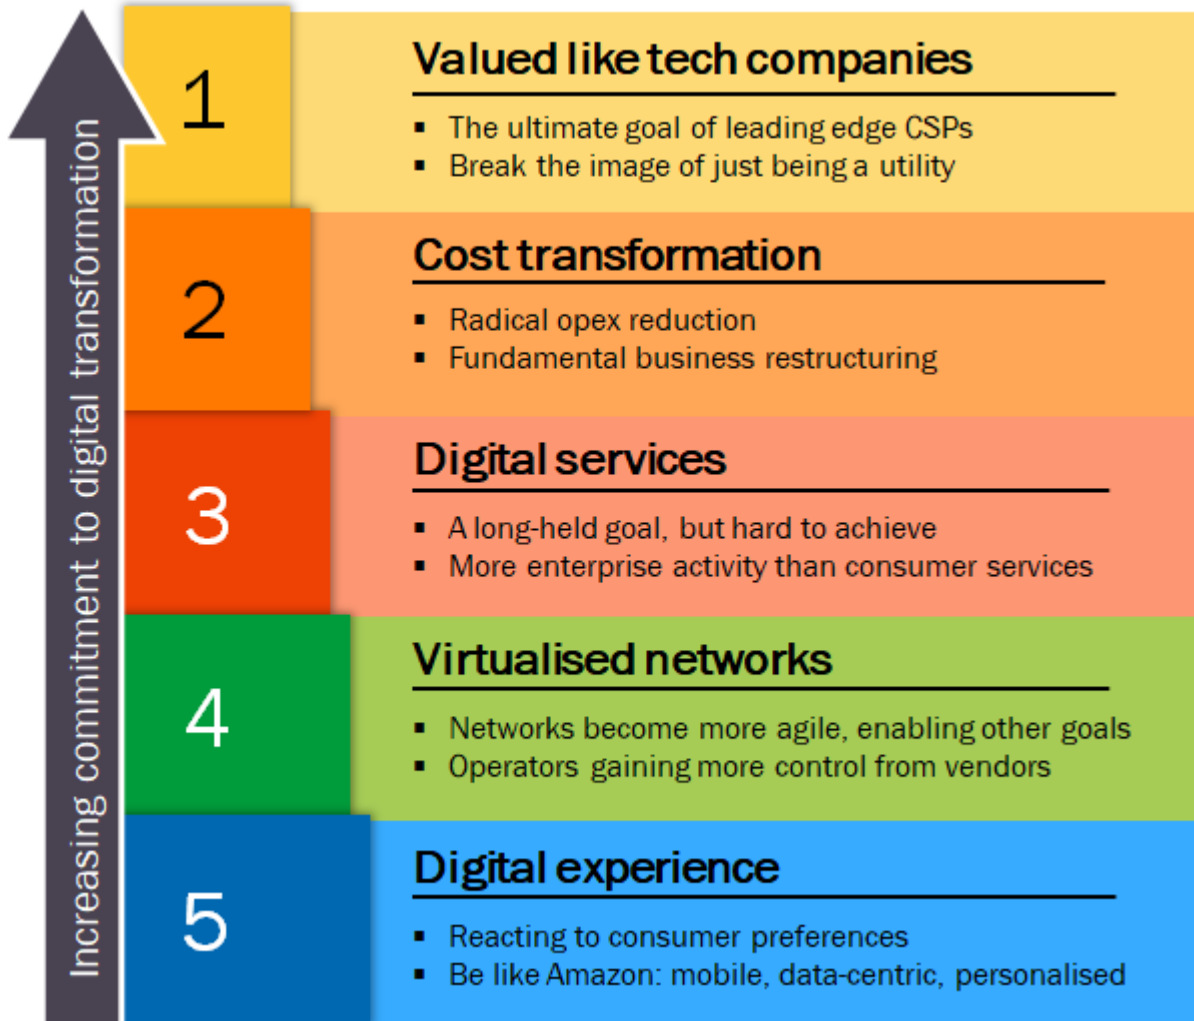 Increasing commitment to digital transformation
1
Valued like tech companies
▪ The ultimate goal of leading edge CSPs
▪ Break the image of just being a utility
2
Cost transformation
▪ Radical opex reduction
▪ Fundamental business restructuring
3
Digital services
▪ A long-held goal, but hard to achieve
▪ More enterprise activity than consumer services
4
Virtualised networks
▪ Networks become more agile, enabling other goals
▪ Operators gaining more control from vendors
5
Digital experience
▪ Reacting to consumer preferences
▪ Be like Amazon: mobile, data-centric, personalised